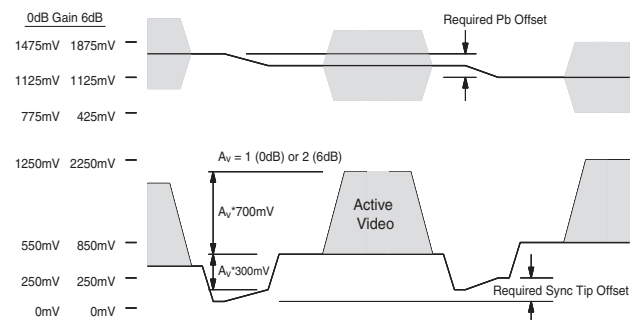 0dB Gain 6dB
Required Pb Offset
1475mV 1875mV
1125mV 1125mV
775mV 425mV
1250mV 2250mV
Av = 1 (0dB) or 2 (6dB)
Av*700mV
Active
Video
550mV 850mV
Av*300mV
250mV 250mV
Required Sync Tip Offset
0mV 0mV